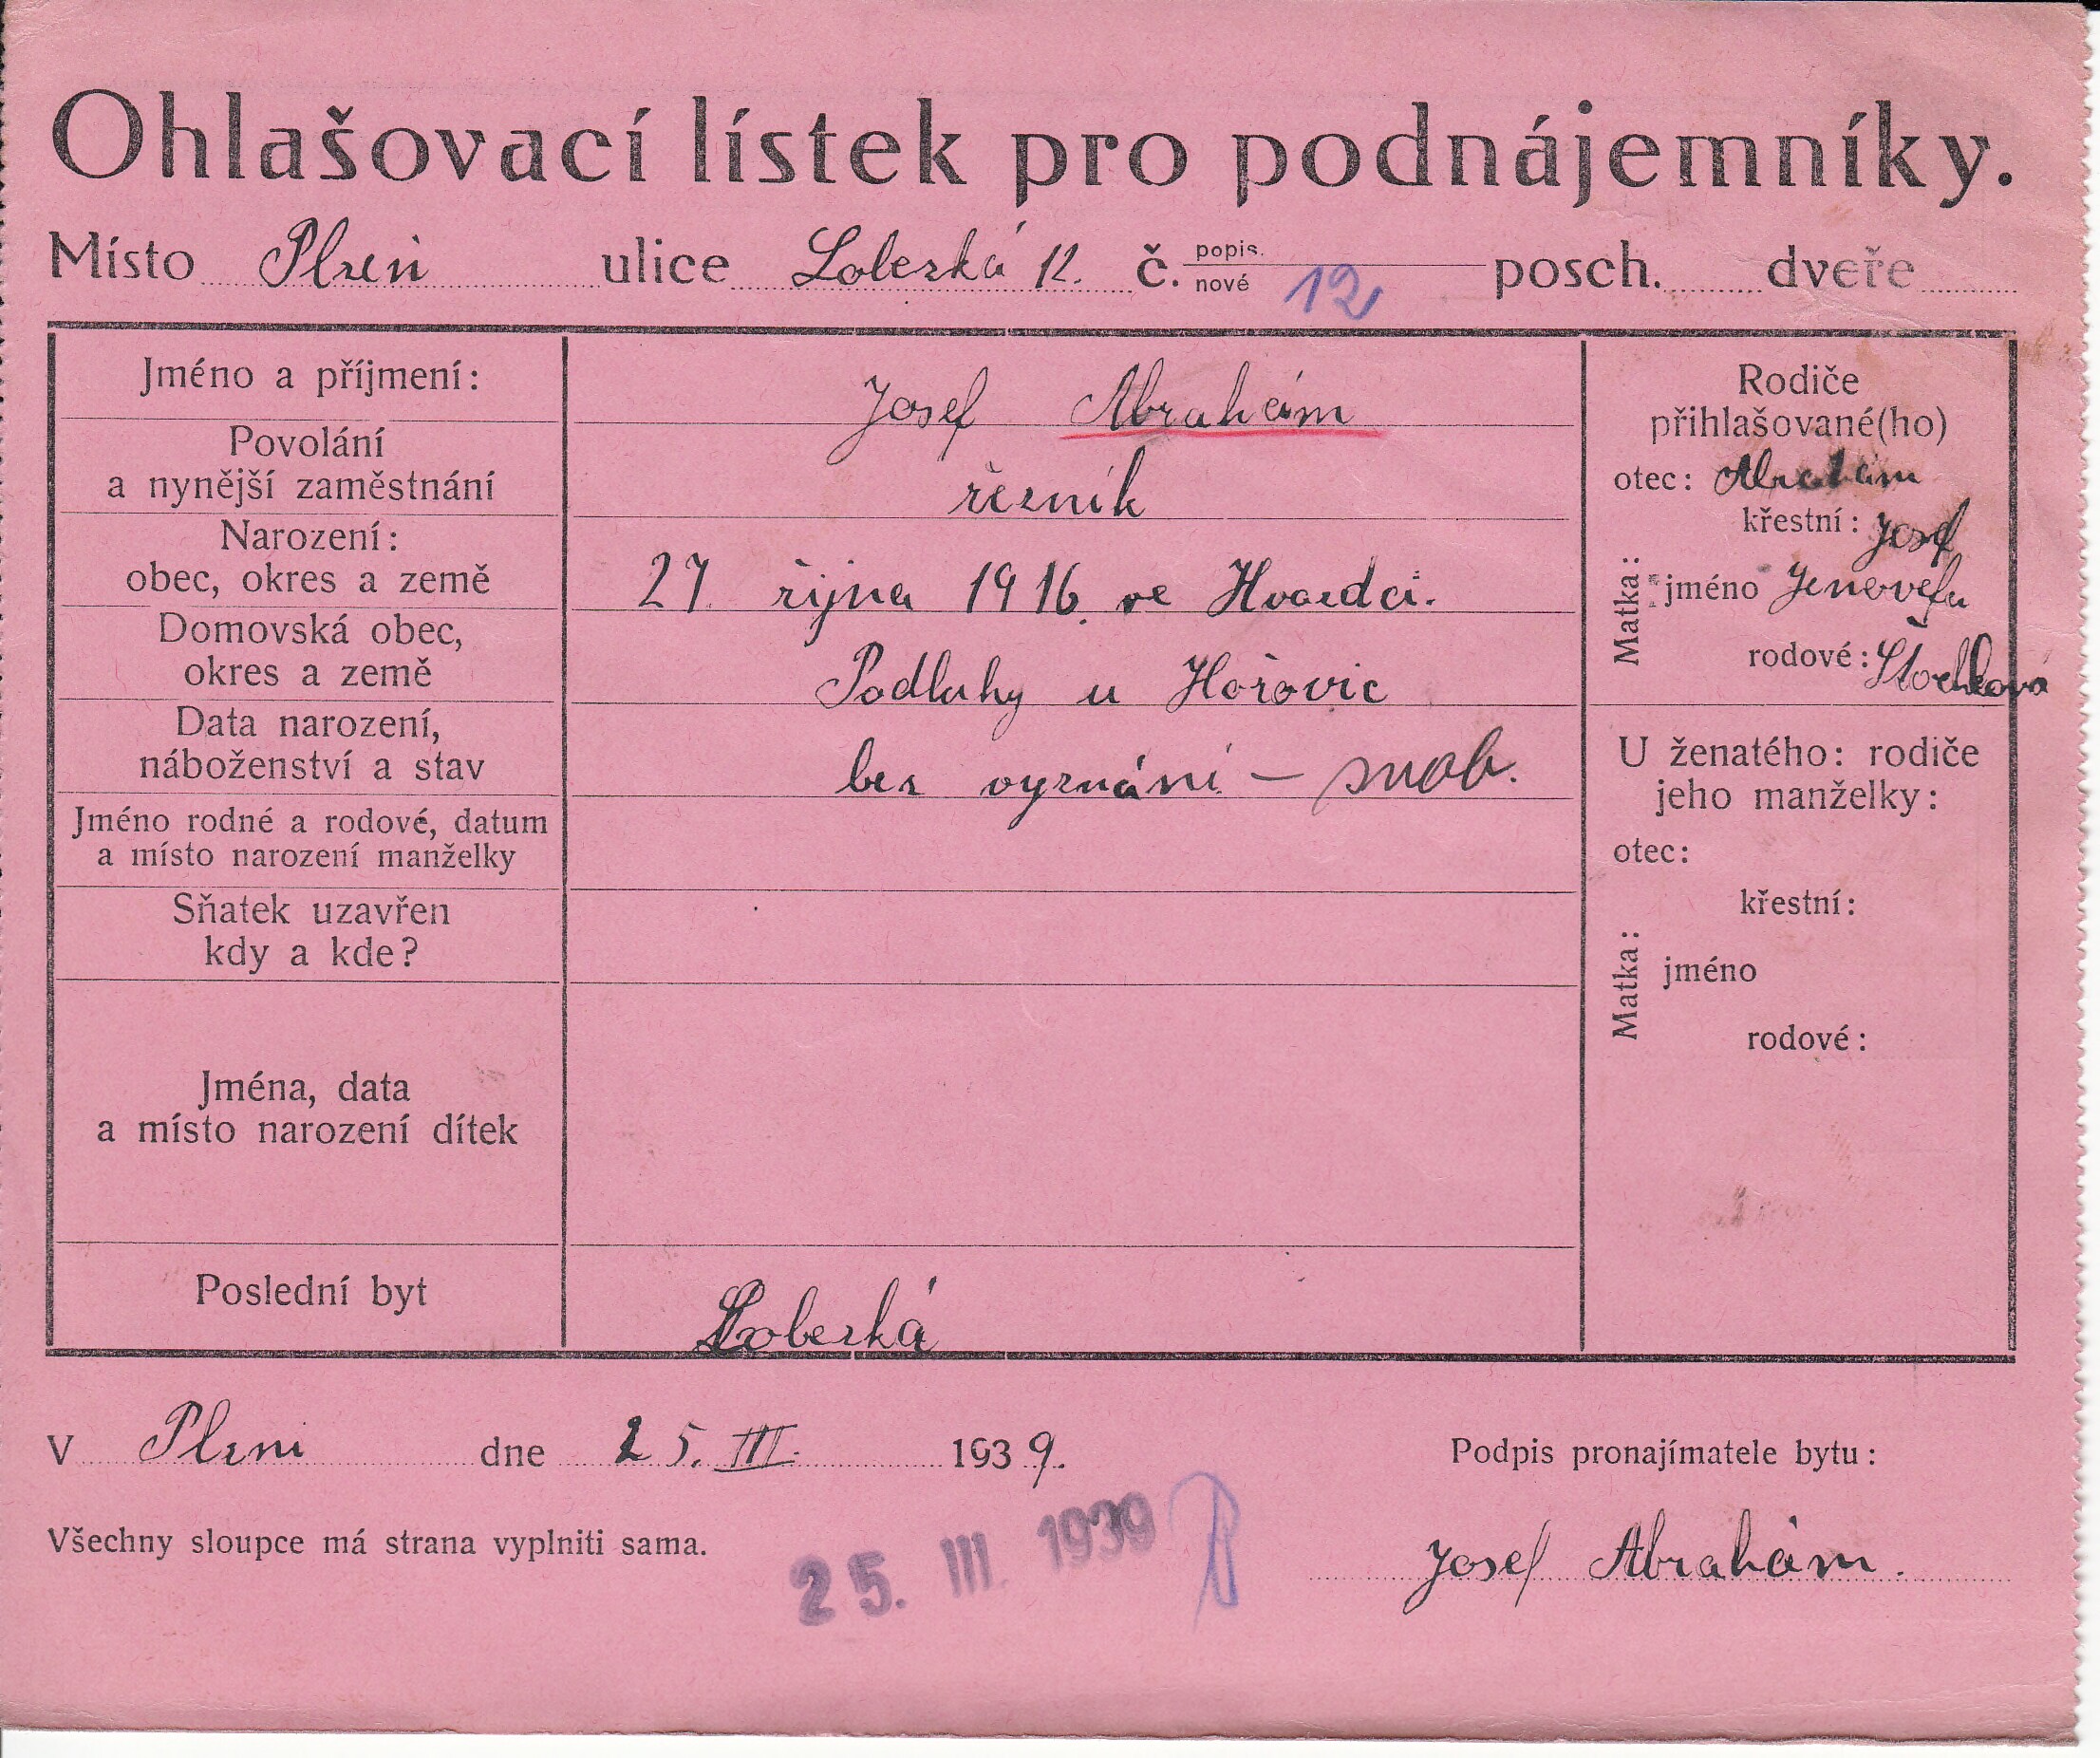 Ohlašovací lístek pro podnájemníky.
Místo Plzeň ulice Lobezká 12. č. popis. nové 12 posch. dveře
Jméno a příjmení: Josef Abrahám
Povolání
a nynější zaměstnání řezník
Narození:
obec, okres a země 27. října 1916 ve Hvozdci.
Domovská obec,
okres a země Podluhy u Hořovic
Data narození,
náboženství a stav bez vyznání – svob.
Jméno rodné a rodové, datum
a místo narození manželky
Sňatek uzavřen
kdy a kde?
Jména, data
a místo narození dítek
Poslední byt Lobezká
Rodiče
přihlašované(ho)
otec: Abrahám
křestní: Josef
Matka:
jméno Jenovefa
rodové:
U ženatého: rodiče
jeho manželky:
otec:
křestní:
Matka:
jméno
rodové:
V Plzni dne 25. III. 1939.
Podpis pronajímatele bytu:
Všechny sloupce má strana vyplniti sama.
25. III. 1939
Josef Abrahám.